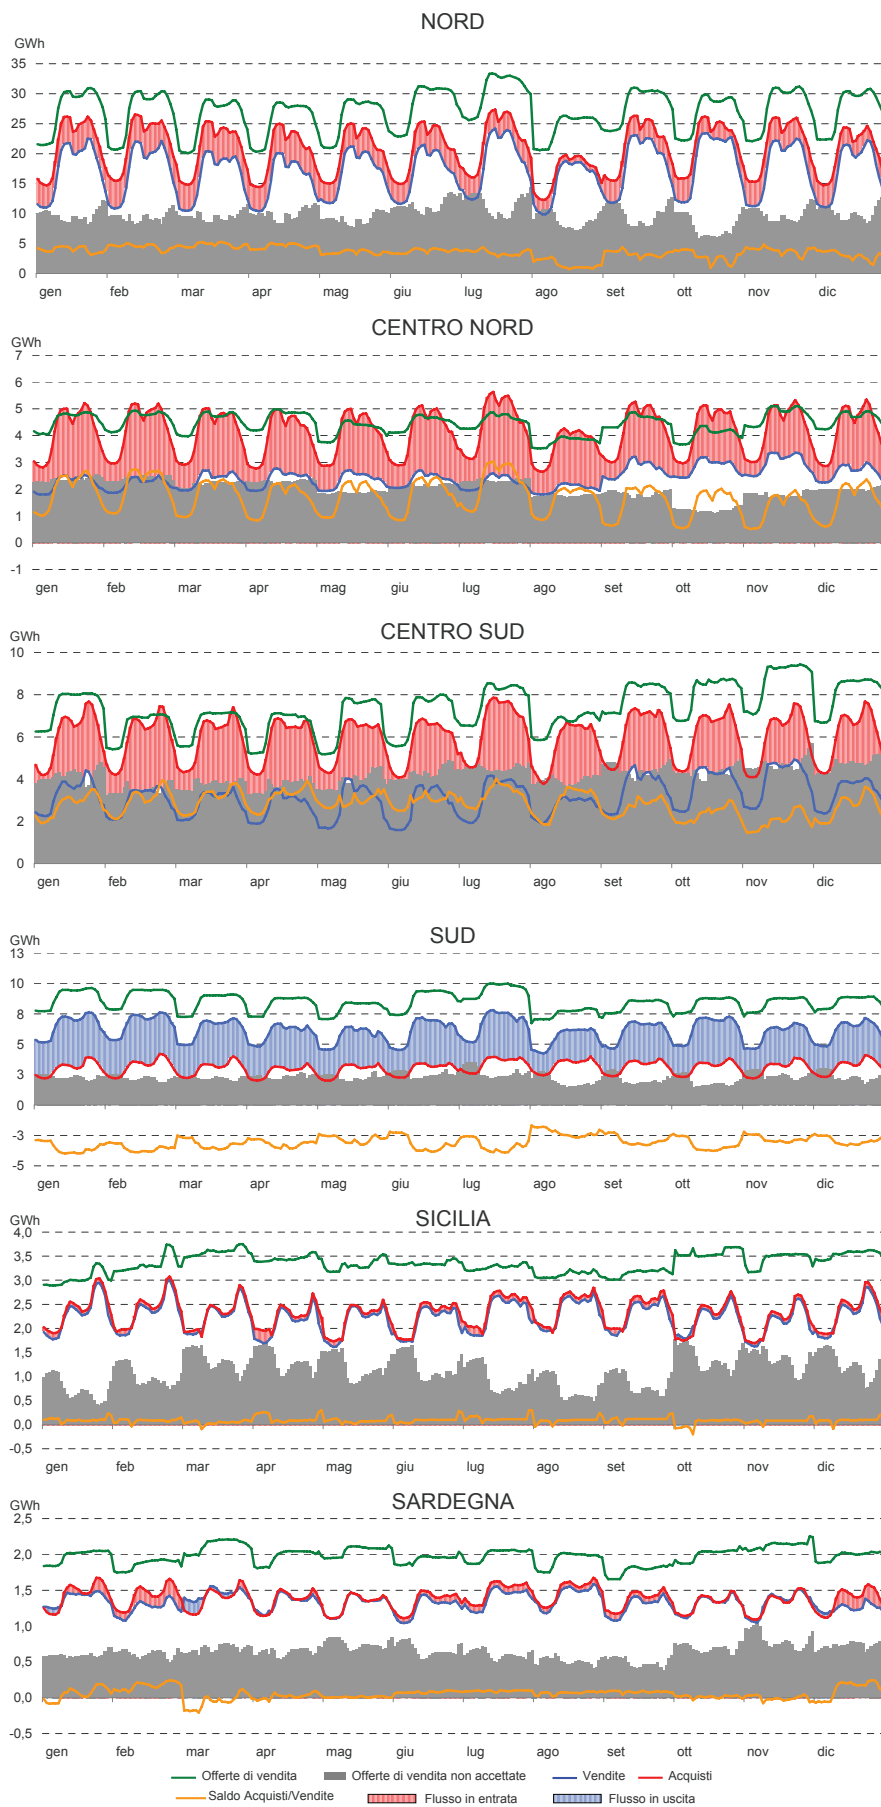 NORD
GWh
35
30
25
20
15
10
5
0
gen feb mar apr mag giu lug ago set ott nov dic
CENTRO NORD
GWh
7
6
5
4
3
2
1
0
-1
gen feb mar apr mag giu lug ago set ott nov dic
CENTRO SUD
GWh
10
8
6
4
2
0
gen feb mar apr mag giu lug ago set ott nov dic
SUD
GWh
13
10
8
5
3
0
-3
-5
gen feb mar apr mag giu lug ago set ott nov dic
SICILIA
GWh
4,0
3,5
3,0
2,5
2,0
1,5
1,0
0,5
0,0
-0,5
gen feb mar apr mag giu lug ago set ott nov dic
SARDEGNA
GWh
2,5
2,0
1,5
1,0
0,5
0,0
-0,5
gen feb mar apr mag giu lug ago set ott nov dic
Offerte di vendita Offerte di vendita non accettate Vendite Acquisti
Saldo Acquisti/Vendite Flusso in entrata Flusso in uscita